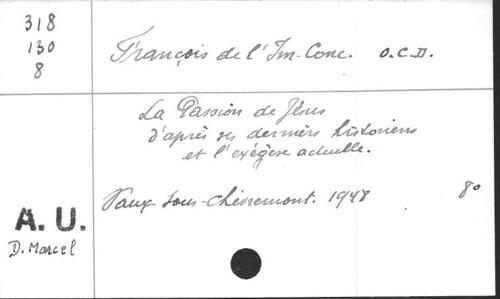 318
130
8
François de l'Im-Conc. O.C.D.
La Passion de Jésus
d'après ses derniers historiens
et l'exégèse actuelle.
Vaux-sous-Chèvremont. 1948 8º
A. U.
D. Marcel